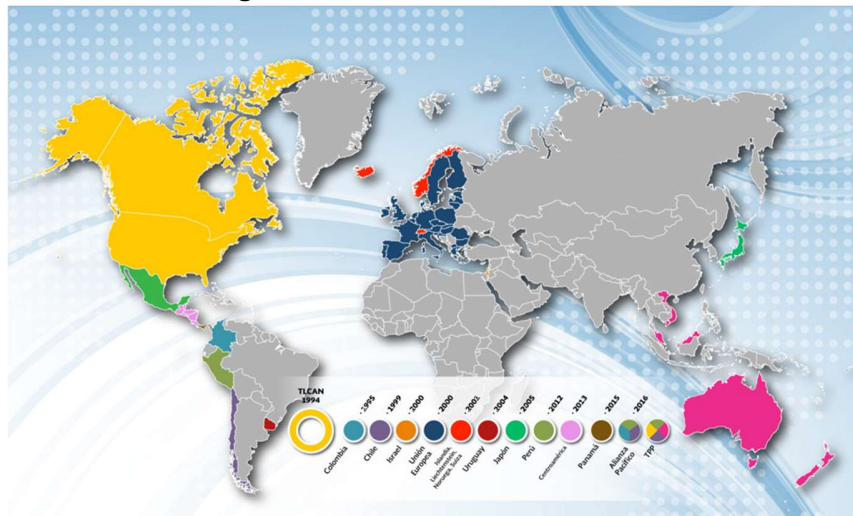 TLCAN
1994
- 1995
- 1999
- 2000
- 2000
- 2001
- 2004
- 2005
- 2012
- 2013
- 2015
- 2016
Colombia
Chile
Israel
Unión
Europea
Islandia,
Liechtenstein,
Noruega, Suiza
Uruguay
Japón
Perú
Centroamérica
Panamá
Alianza
Pacífico
TPP